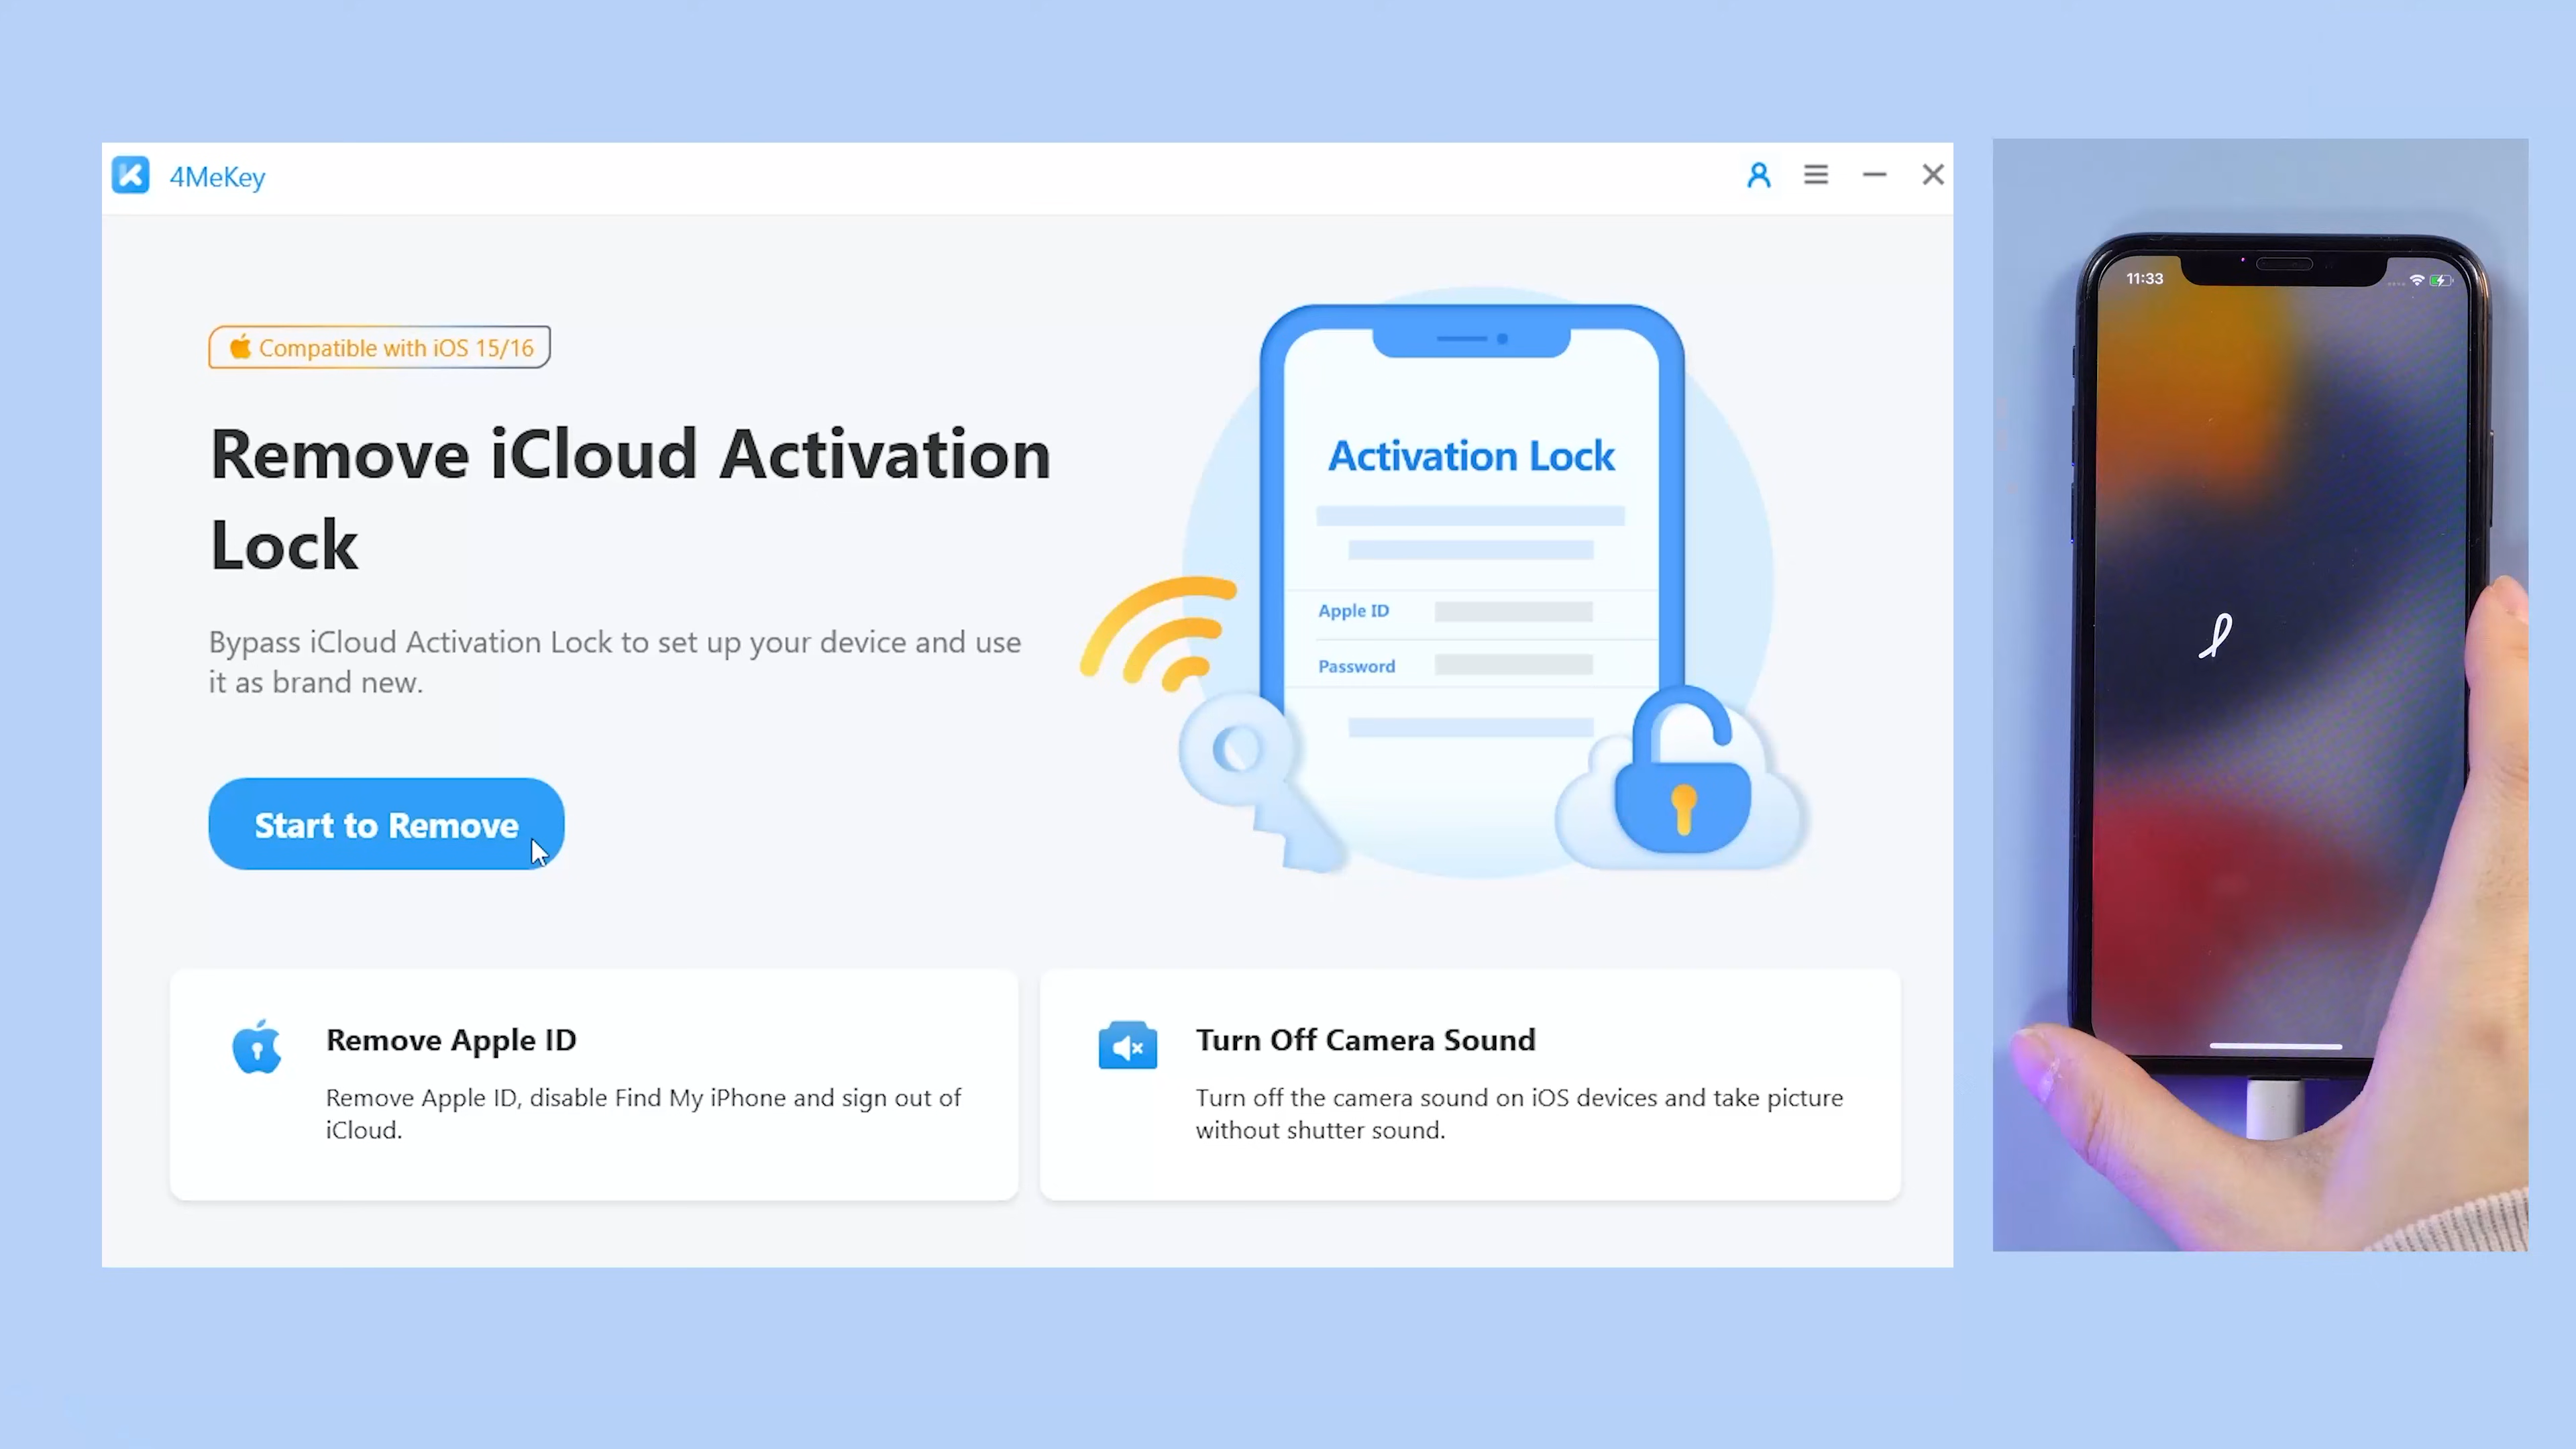 4MeKey
Compatible with iOS 15/16
Remove iCloud Activation
Lock
Bypass iCloud Activation Lock to set up your device and use
it as brand new.
Start to Remove
Activation Lock
Apple ID
Password
Remove Apple ID
Remove Apple ID, disable Find My iPhone and sign out of
iCloud.
Turn Off Camera Sound
Turn off the camera sound on iOS devices and take picture
without shutter sound.
11:33